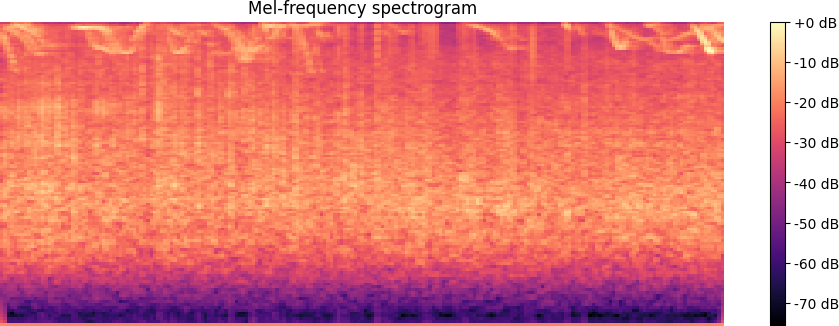 Mel-frequency spectrogram
+0 dB
-10 dB
-20 dB
-30 dB
-40 dB
-50 dB
-60 dB
-70 dB